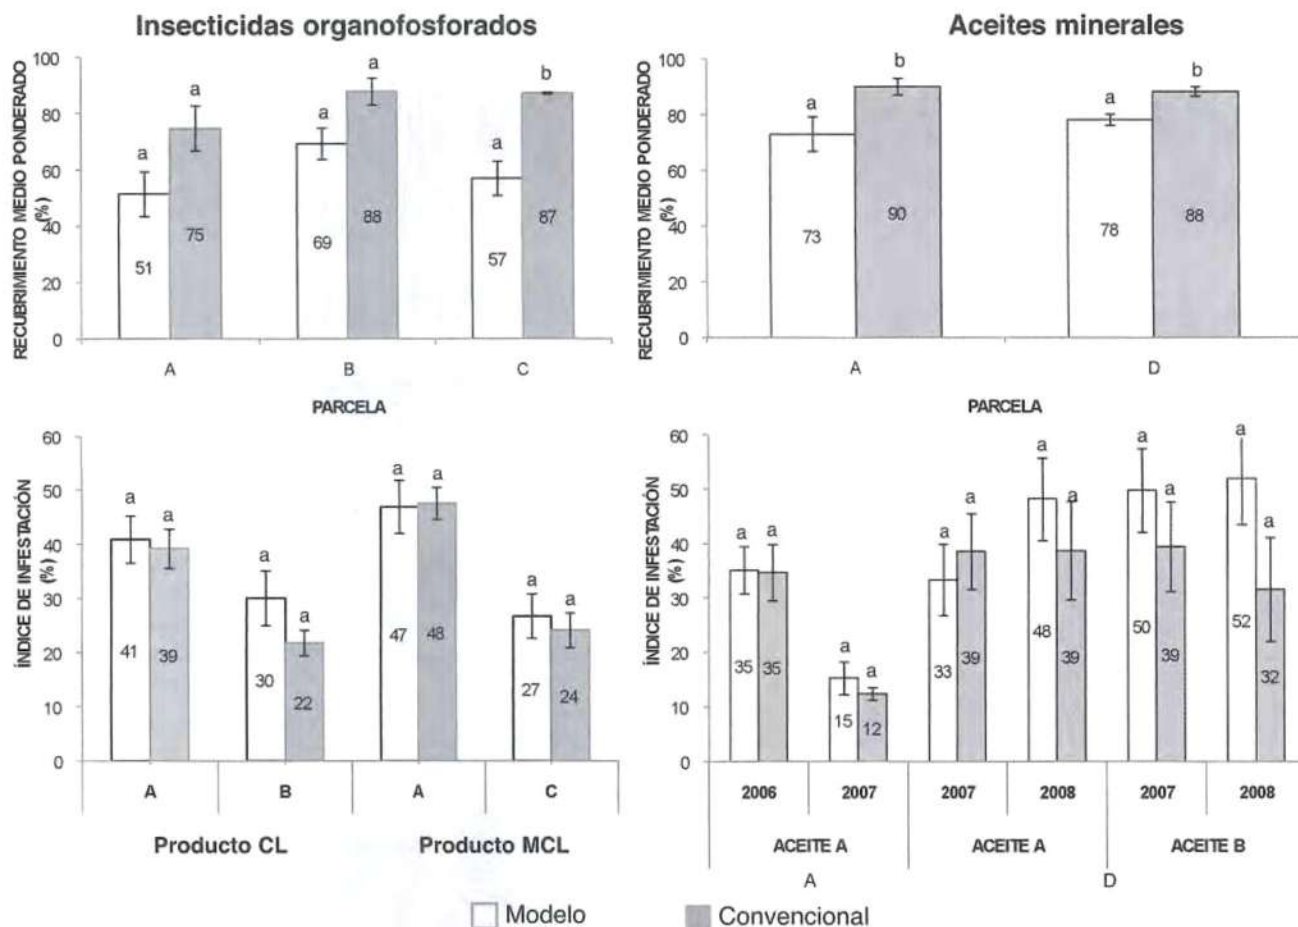 Insecticidas organofosforados
Aceites minerales
RECUBRIMIENTO MEDIO PONDERADO
(%)
100
80
60
40
20
0
a
a
a
a
a
b
51
75
69
88
57
87
A
B
C
PARCELA
RECUBRIMIENTO MEDIO PONDERADO
(%)
100
80
60
40
20
0
a
b
a
b
73
90
78
88
A
D
PARCELA
ÍNDICE DE INFESTACIÓN
(%)
60
50
40
30
20
10
0
a
a
a
a
a
a
a
a
41
39
30
22
47
48
27
24
A
B
A
C
Producto CL
Producto MCL
ÍNDICE DE INFESTACIÓN
(%)
60
50
40
30
20
10
0
a
a
a
a
a
a
a
a
a
a
a
a
35
35
15
12
33
39
48
39
50
39
52
32
2006
2007
2007
2008
2007
2008
ACEITE A
ACEITE A
ACEITE B
A
D
Modelo
Convencional